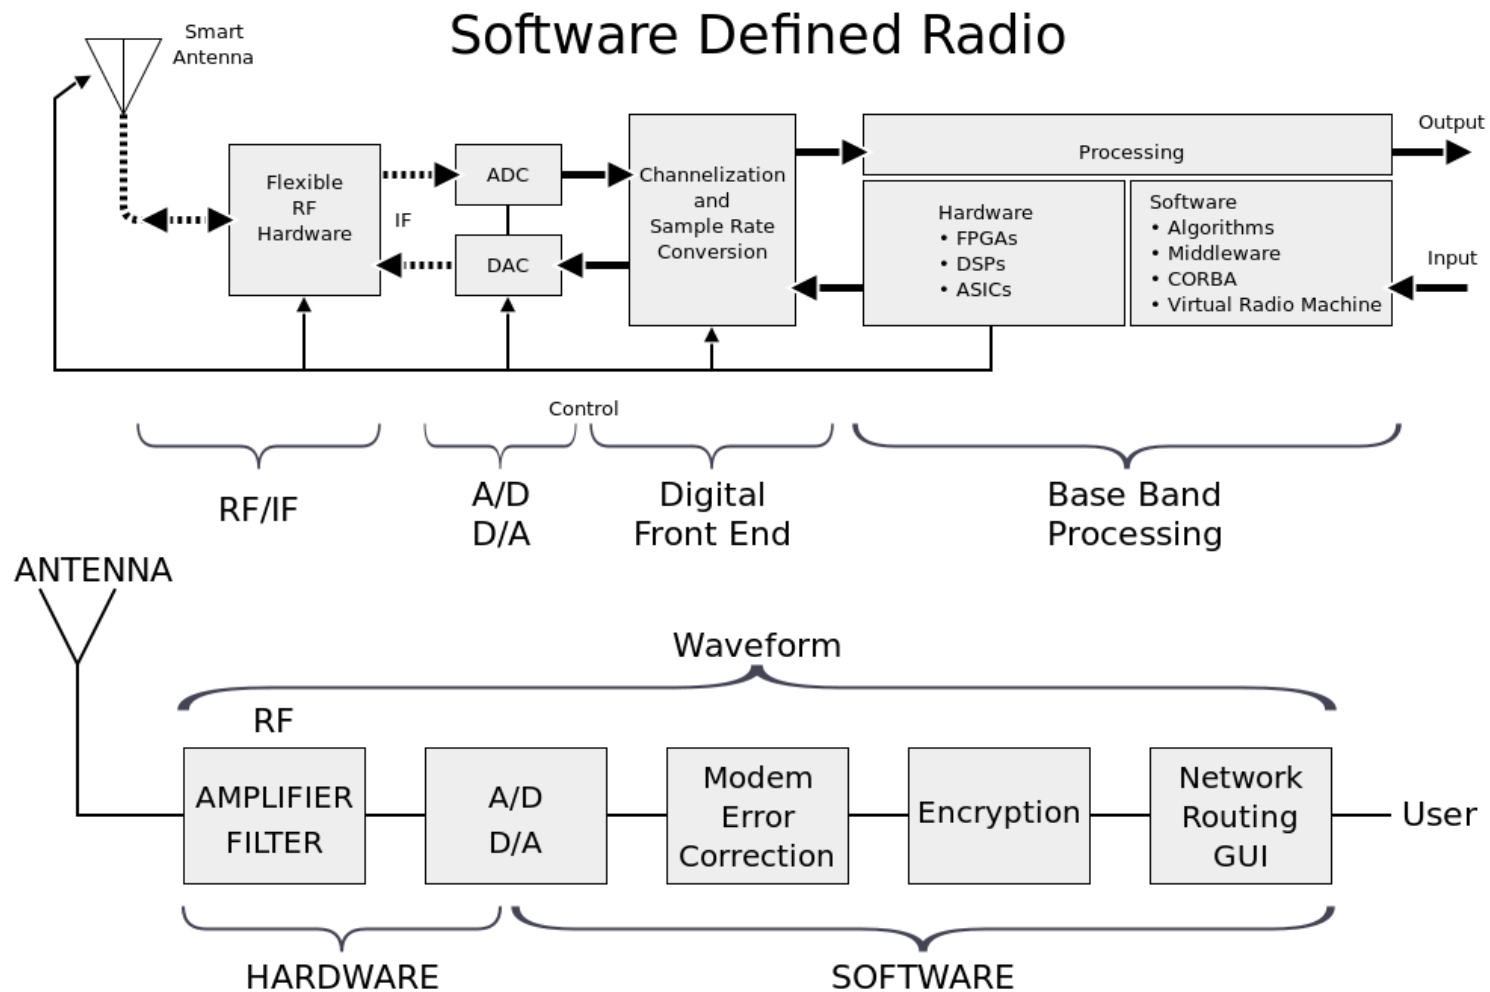 Software Defined Radio
Smart
Antenna
Flexible
RF
Hardware
IF
ADC
DAC
Channelization
and
Sample Rate
Conversion
Processing
Hardware
• FPGAs
• DSPs
• ASICs
Software
• Algorithms
• Middleware
• CORBA
• Virtual Radio Machine
Output
Input
Control
RF/IF
A/D
D/A
Digital
Front End
Base Band
Processing
ANTENNA
Waveform
RF
AMPLIFIER
FILTER
A/D
D/A
Modem
Error
Correction
Encryption
Network
Routing
GUI
User
HARDWARE
SOFTWARE